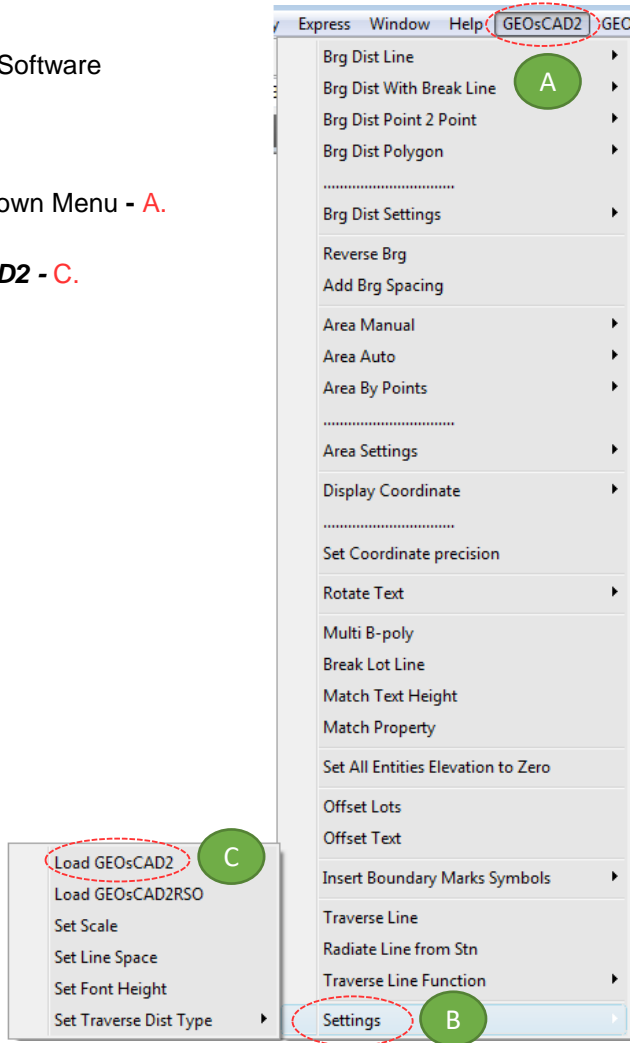 Express Window Help GEOsCAD2 GEO
Software
own Menu - A.
D2 - C.
Brg Dist Line
A
Brg Dist With Break Line
Brg Dist Point 2 Point
Brg Dist Polygon
.................................
Brg Dist Settings
Reverse Brg
Add Brg Spacing
Area Manual
Area Auto
Area By Points
.................................
Area Settings
Display Coordinate
.................................
Set Coordinate precision
Rotate Text
Multi B-poly
Break Lot Line
Match Text Height
Match Property
Set All Entities Elevation to Zero
Offset Lots
Offset Text
Insert Boundary Marks Symbols
Traverse Line
Radiate Line from Stn
Traverse Line Function
Settings
B
Load GEOsCAD2
C
Load GEOsCAD2RSO
Set Scale
Set Line Space
Set Font Height
Set Traverse Dist Type